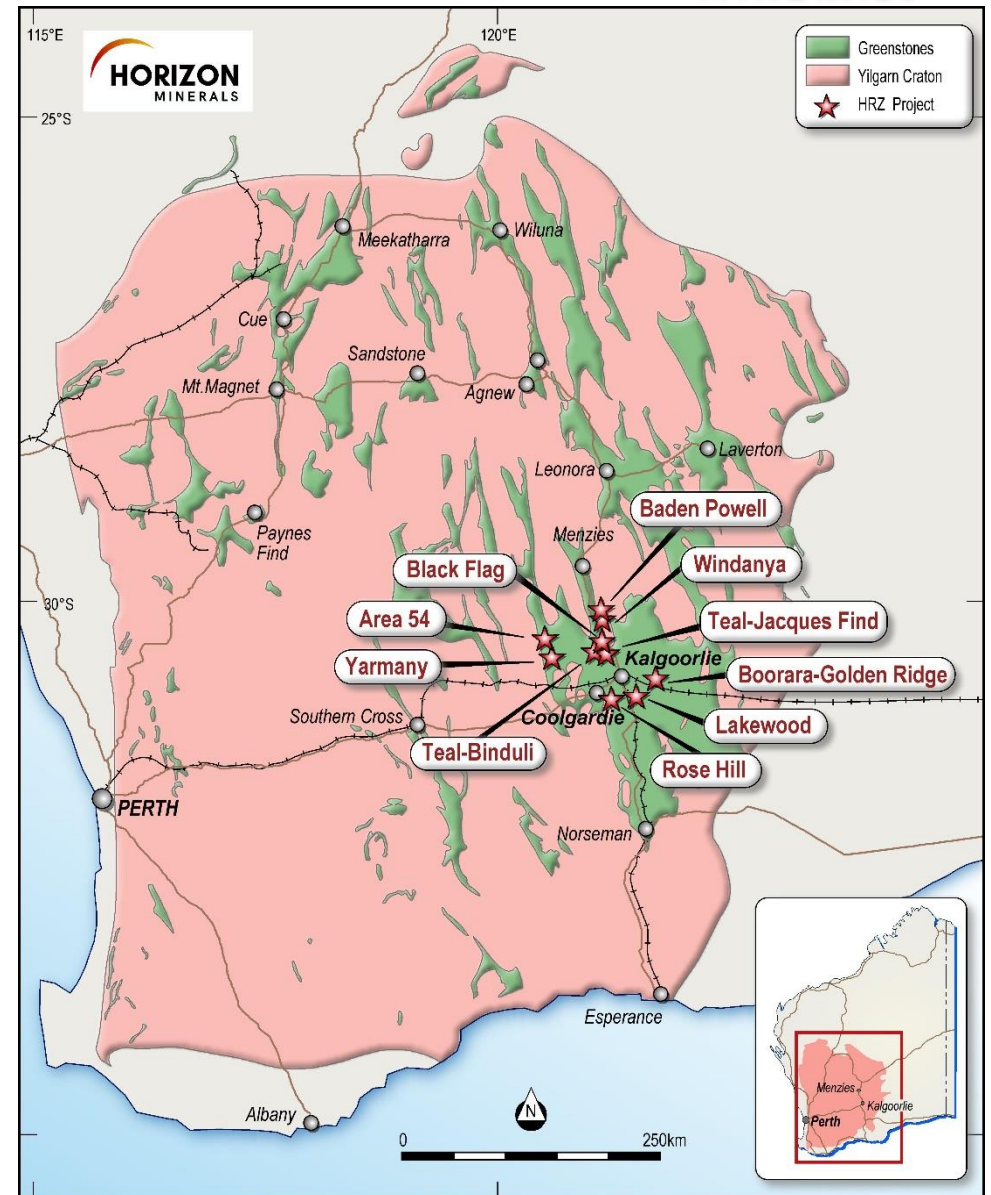 115°E
120°E
HORIZON
MINERALS
Greenstones
Yilgarn Craton
HRZ Project
25°S
Meekatharra
Wiluna
Cue
Sandstone
Mt.Magnet
Agnew
Laverton
Leonora
Baden Powell
Paynes
Find
Menzies
Black Flag
Windanya
30°S
Area 54
Teal-Jacques Find
Kalgoorlie
Yarmany
Boorara-Golden Ridge
Southern Cross
Coolgardie
Lakewood
Teal-Binduli
Rose Hill
PERTH
Norseman
Esperance
Albany
N
0
250km
Menzies
Kalgoorlie
Perth